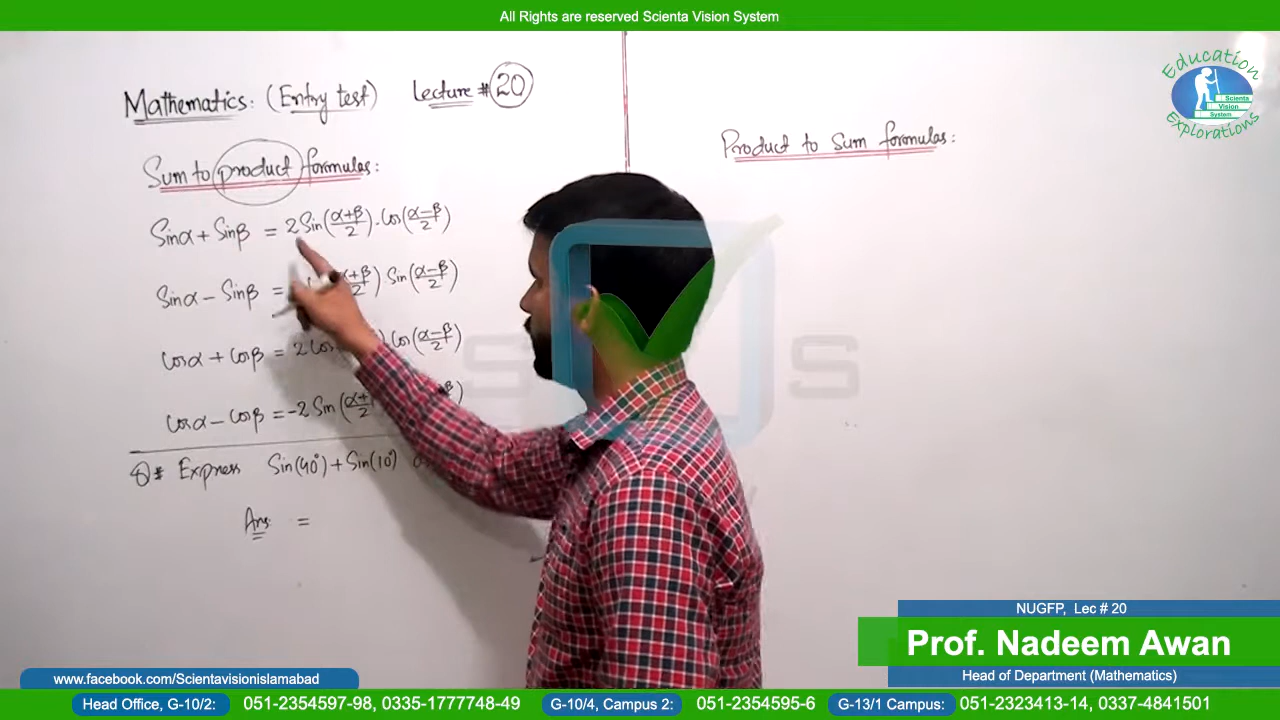 All Rights are reserved Scienta Vision System
Mathematics: (Entry test) Lecture # 20
Sum to product formulas:
Sinα + Sinβ = 2 Sin(α+β/2) . Cos(α−β/2)
Sinα − Sinβ = α+β/2) Sin(α−β/2)
Cosα + Cosβ = 2 Cos Cos(α−β/2)
Cosα − Cosβ = −2 Sin (α+
Q* Express Sin(40°) + Sin(10°)
Ans =
Product to Sum formulas:
Education
Scienta
Vision
System
Explorations
S S
NUGFP, Lec # 20
Prof. Nadeem Awan
Head of Department (Mathematics)
www.facebook.com/Scientavisionislamabad
Head Office, G-10/2: 051-2354597-98, 0335-1777748-49 G-10/4, Campus 2: 051-2354595-6 G-13/1 Campus: 051-2323413-14, 0337-4841501